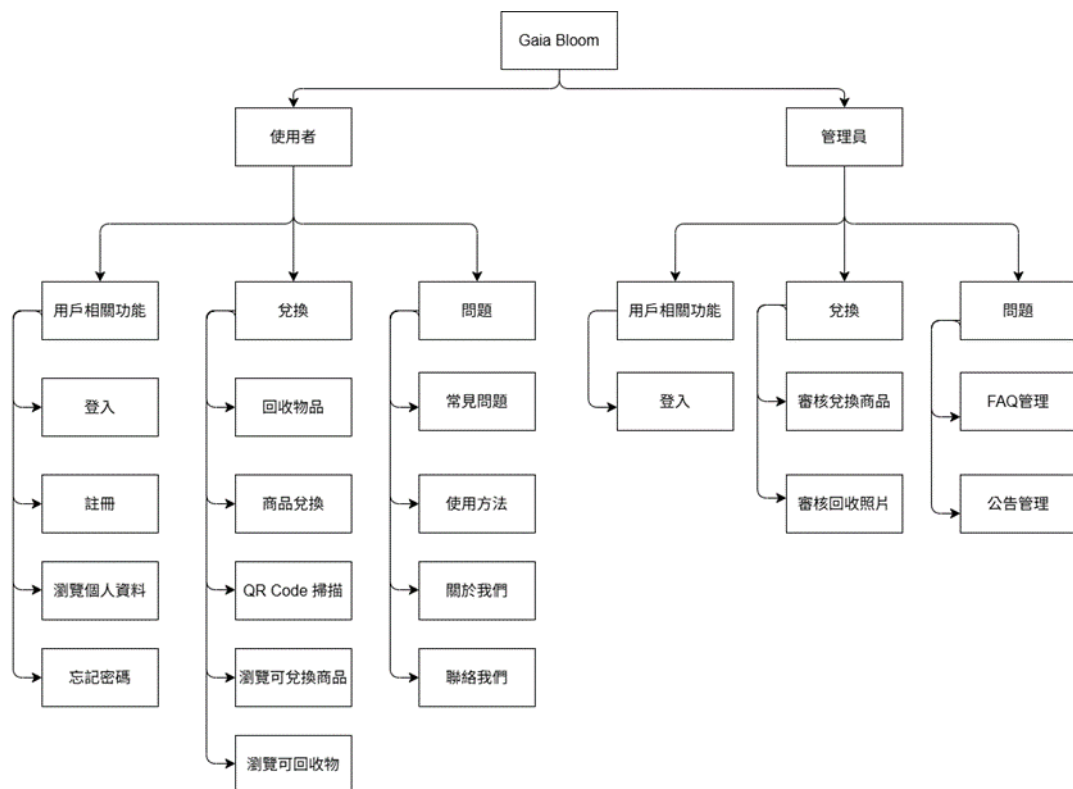 Gaia Bloom
使用者
管理員
用戶相關功能
兌換
問題
用戶相關功能
兌換
問題
登入
回收物品
常見問題
登入
審核兌換商品
FAQ管理
註冊
商品兌換
使用方法
審核回收照片
公告管理
瀏覽個人資料
QR Code 掃描
關於我們
忘記密碼
瀏覽可兌換商品
聯絡我們
瀏覽可回收物